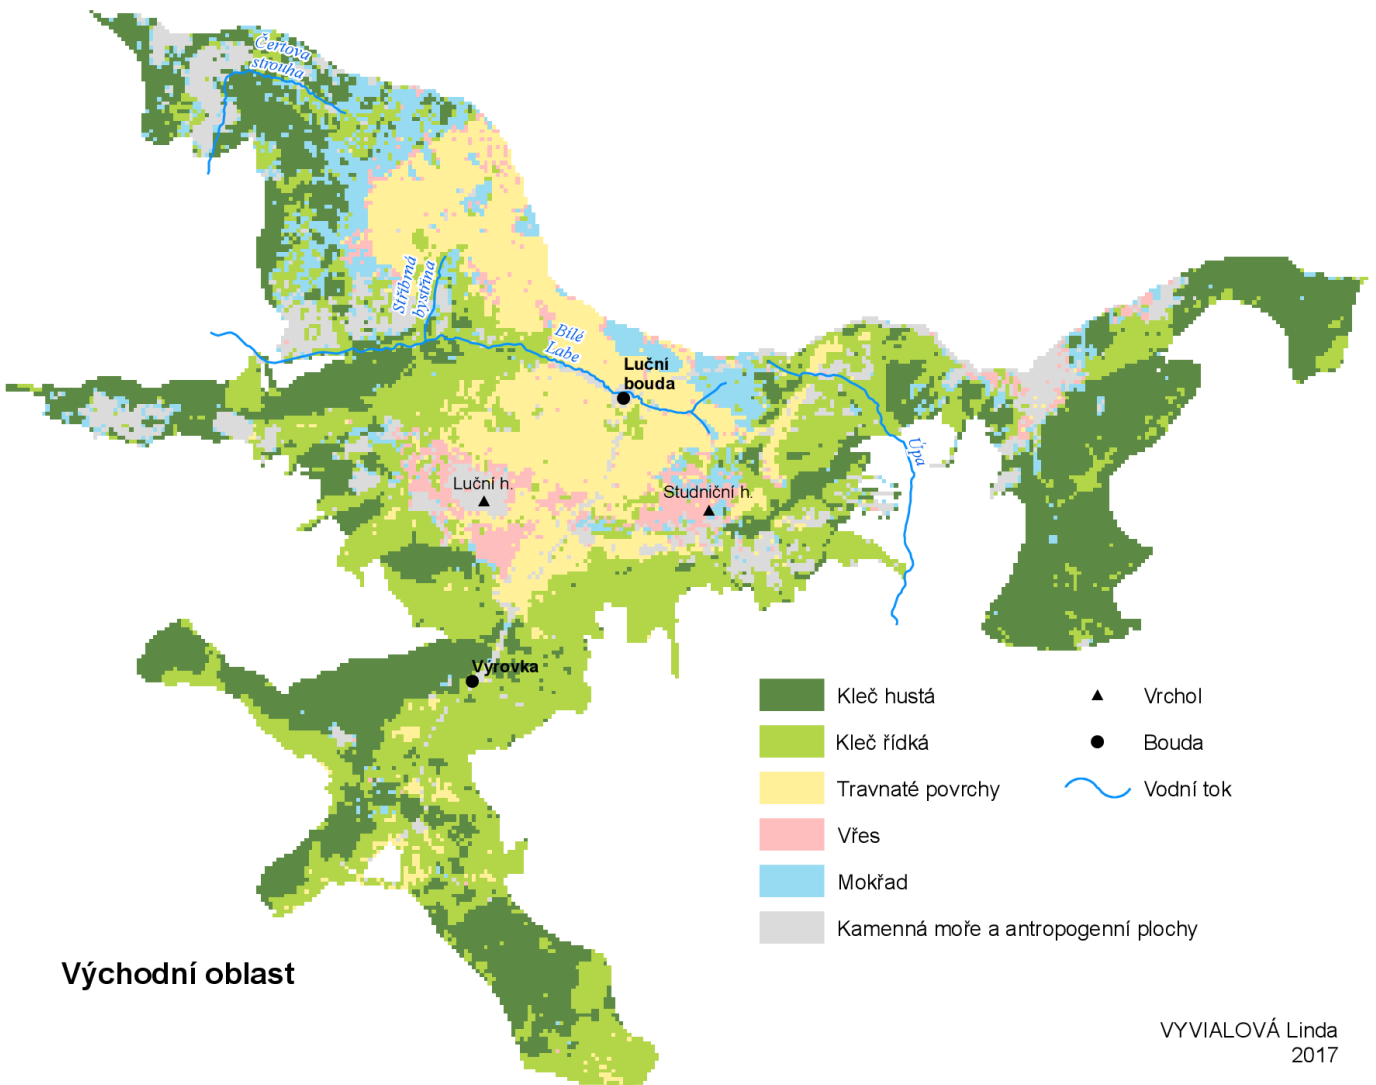 Čertova
strouha
Stříbrná
bystřina
Bílé
Labe
Luční
bouda
Úpa
Luční h.
Studniční h.
Výrovka
Kleč hustá
Kleč řídká
Travnaté povrchy
Vřes
Mokřad
Kamenná moře a antropogenní plochy
Vrchol
Bouda
Vodní tok
Východní oblast
VYVIALOVÁ Linda
2017